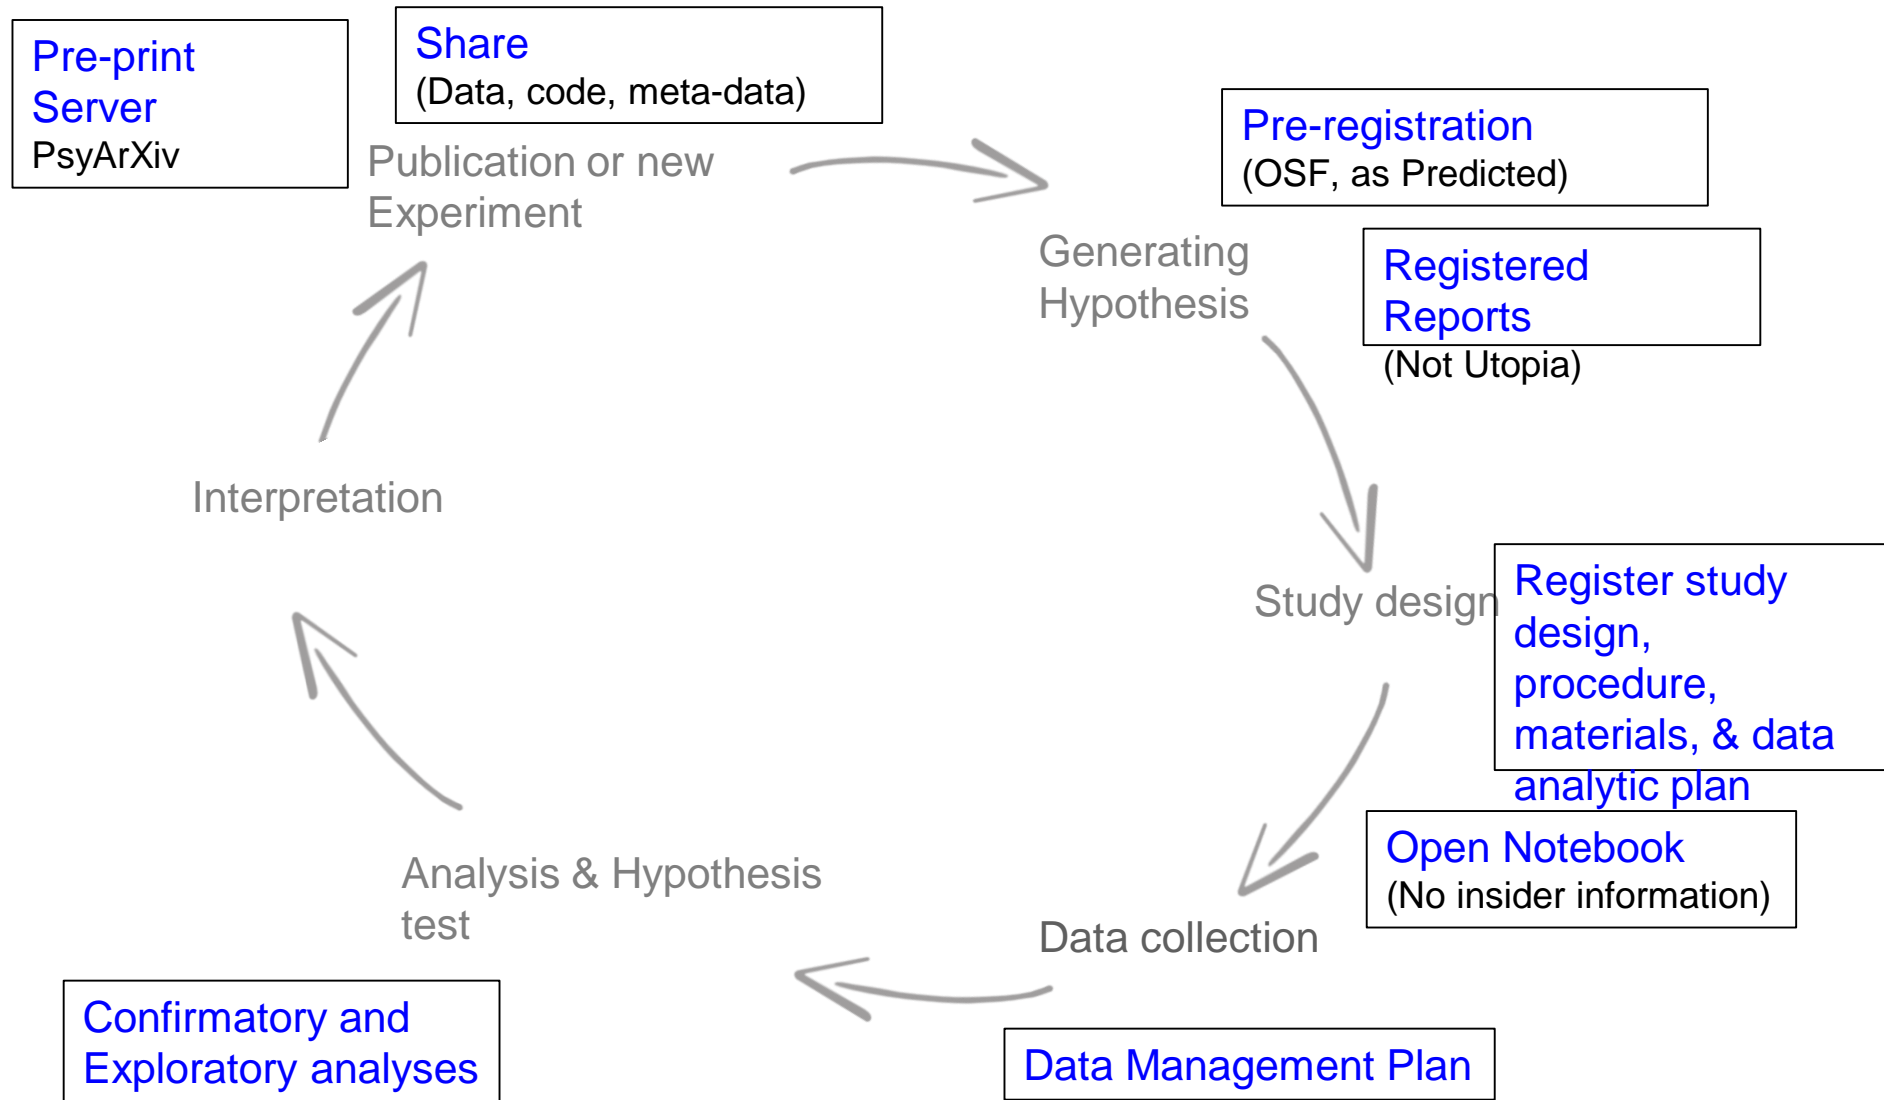 Pre-print
Server
PsyArXiv
Share
(Data, code, meta-data)
Publication or new
Experiment
Pre-registration
(OSF, as Predicted)
Generating
Hypothesis
Registered
Reports
(Not Utopia)
Interpretation
Study design
Register study
design,
procedure,
materials, & data
analytic plan
Open Notebook
(No insider information)
Analysis & Hypothesis
test
Data collection
Confirmatory and
Exploratory analyses
Data Management Plan